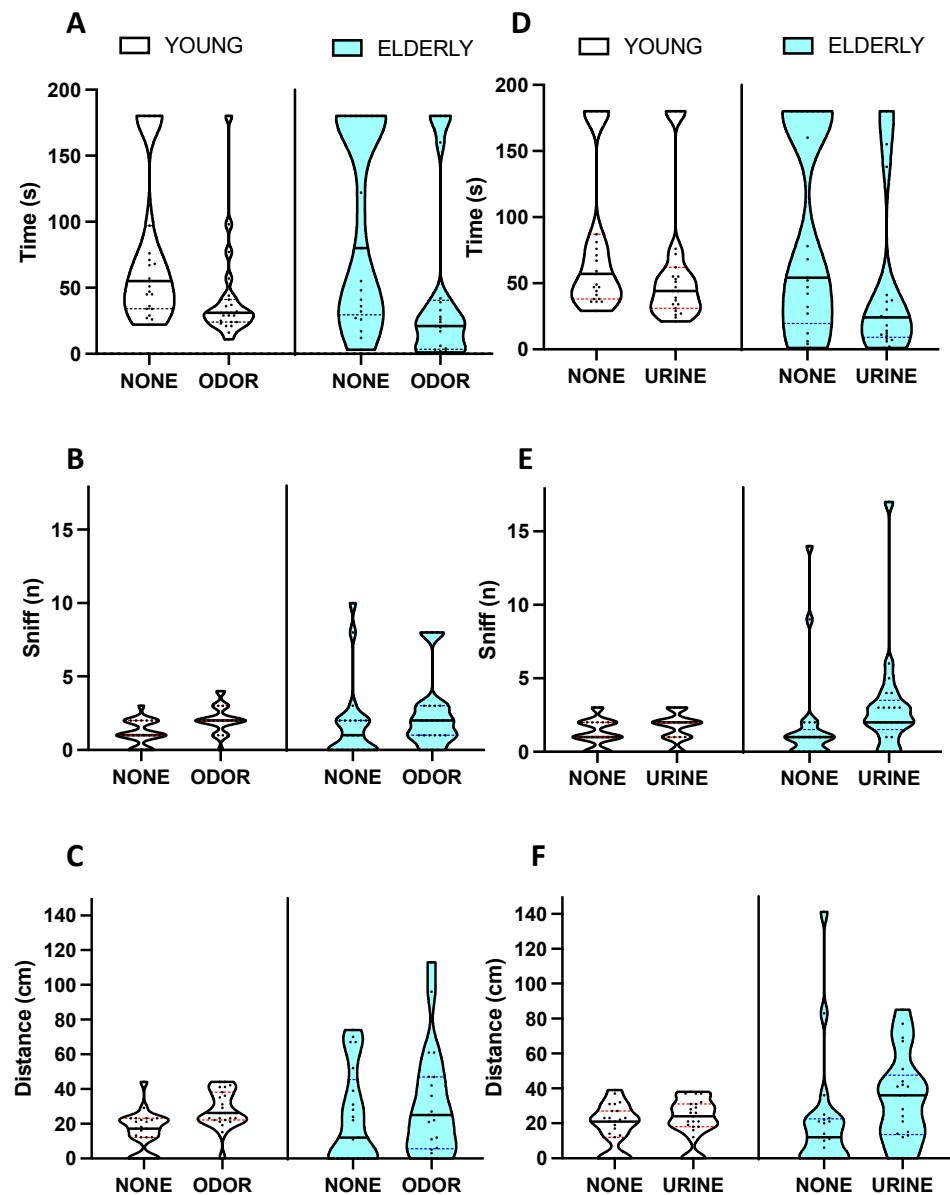 A
YOUNG
ELDERLY
Time (s)
200
150
100
50
0
NONE ODOR NONE ODOR
D
YOUNG
ELDERLY
Time (s)
200
150
100
50
0
NONE URINE NONE URINE
B
Sniff (n)
15
10
5
0
NONE ODOR NONE ODOR
E
Sniff (n)
15
10
5
0
NONE URINE NONE URINE
C
Distance (cm)
140
120
100
80
60
40
20
0
NONE ODOR NONE ODOR
F
Distance (cm)
140
120
100
80
60
40
20
0
NONE URINE NONE URINE